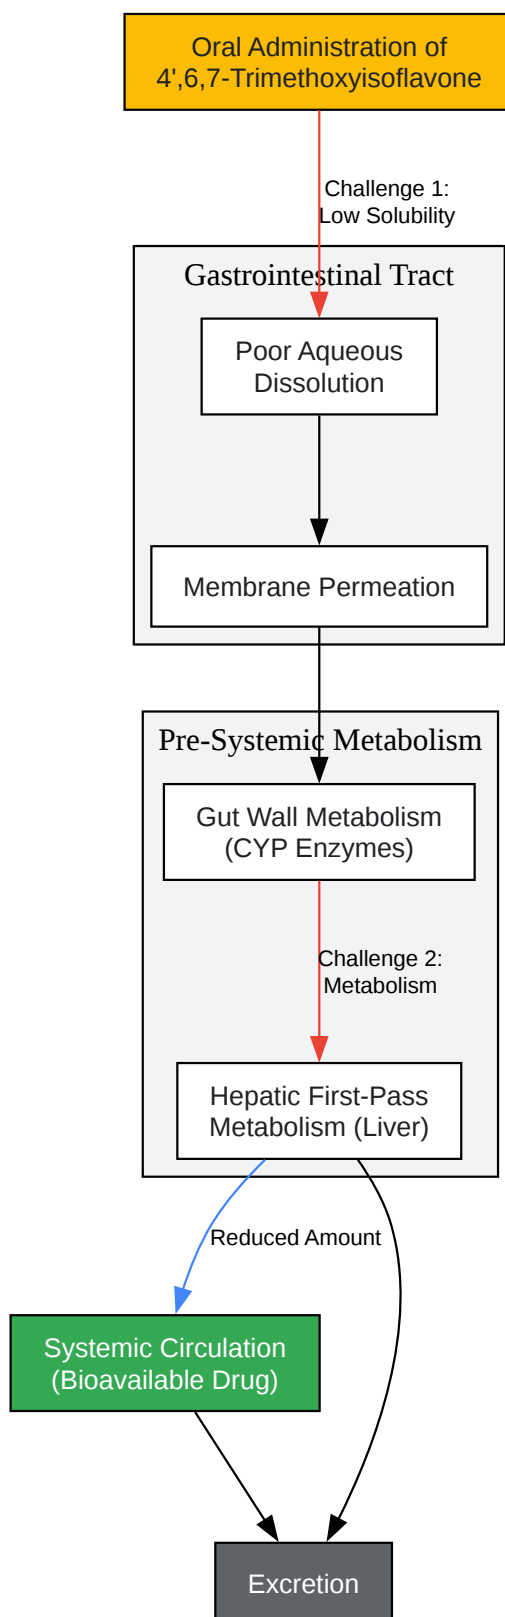 Oral Administration of
4',6,7-Trimethoxyisoflavone
Challenge 1:
Low Solubility
Gastrointestinal Tract
Poor Aqueous
Dissolution
Membrane Permeation
Pre-Systemic Metabolism
Gut Wall Metabolism
(CYP Enzymes)
Challenge 2:
Metabolism
Hepatic First-Pass
Metabolism (Liver)
Reduced Amount
Systemic Circulation
(Bioavailable Drug)
Excretion